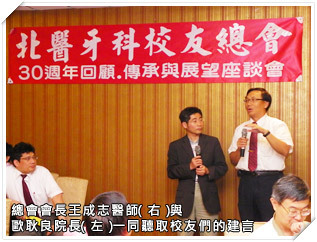 北醫牙科校友總會
30週年回顧.傳承與展望座談會
總會會長王成志醫師(右)與
歐耿良院長(左)一同聽取校友們的建言